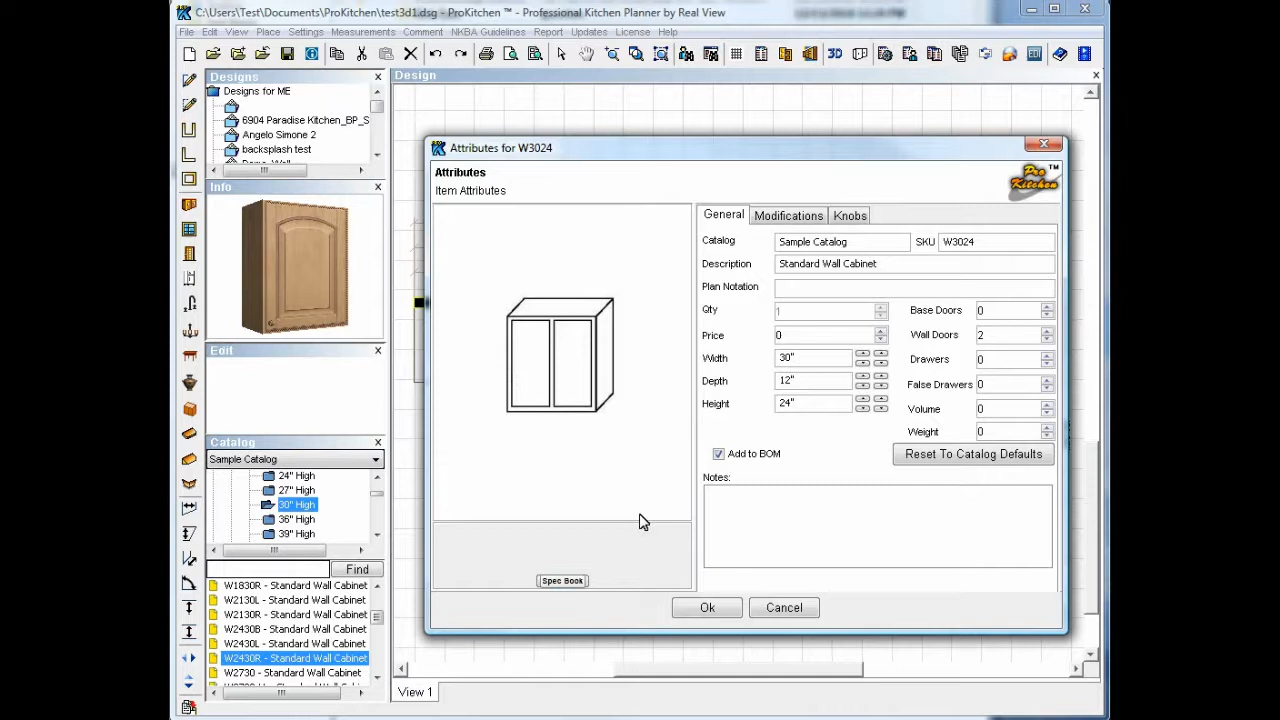 C:\Users\Test\Documents\ProKitchen\test3d1.dsg - ProKitchen ™ - Professional Kitchen Planner by Real View
File Edit View Place Settings Measurements Comment NKBA Guidelines Report Updates License Help
3D
Designs
Designs for ME
6904 Paradise Kitchen_BP_S
Angelo Simone 2
backsplash test
Info
Edit
Catalog
Sample Catalog
24" High
27" High
30" High
36" High
39" High
Find
W1830R - Standard Wall Cabinet
W2130L - Standard Wall Cabinet
W2130R - Standard Wall Cabinet
W2430B - Standard Wall Cabinet
W2430L - Standard Wall Cabinet
W2430R - Standard Wall Cabinet
W2730 - Standard Wall Cabinet
Design
Attributes for W3024
Attributes
Item Attributes
Pro Kitchen ™
General Modifications Knobs
Catalog Sample Catalog SKU W3024
Description Standard Wall Cabinet
Plan Notation
Qty 1 Base Doors 0
Price 0 Wall Doors 2
Width 30" Drawers 0
Depth 12" False Drawers 0
Height 24" Volume 0
Weight 0
Add to BOM Reset To Catalog Defaults
Notes:
Spec Book
Ok Cancel
View 1